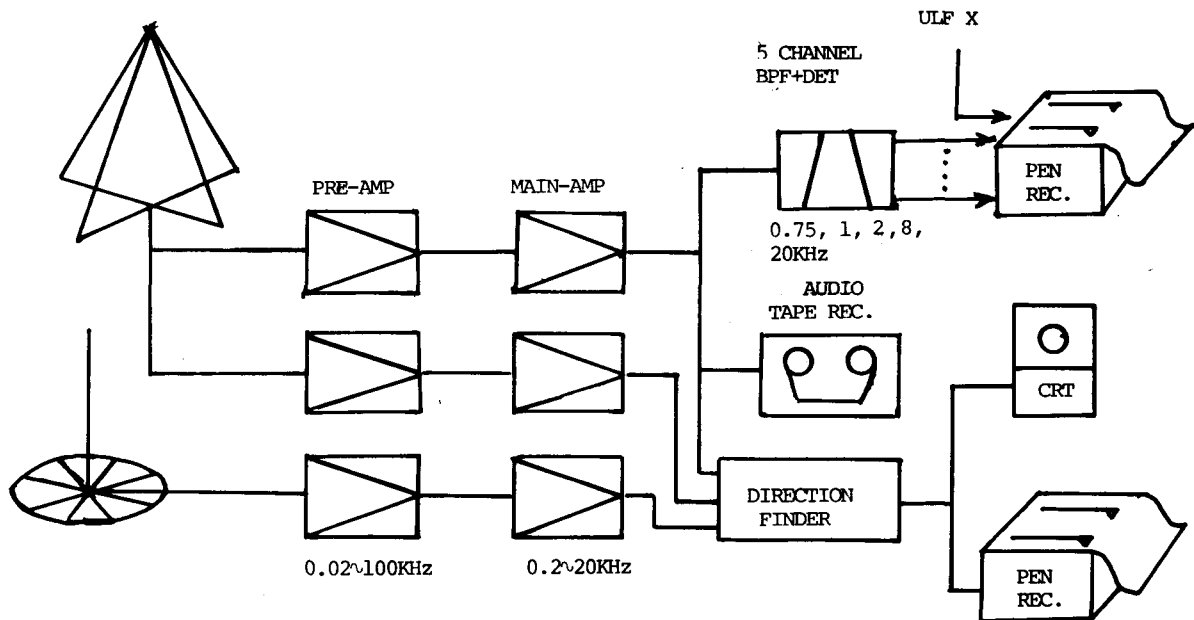 ULF X
5 CHANNEL
BPF+DET
PRE-AMP
MAIN-AMP
PEN
REC.
0.75, 1, 2,8,
20KHz
AUDIO
TAPE REC.
CRT
DIRECTION
FINDER
0.02~100KHz
0.2~20KHz
PEN
REC.